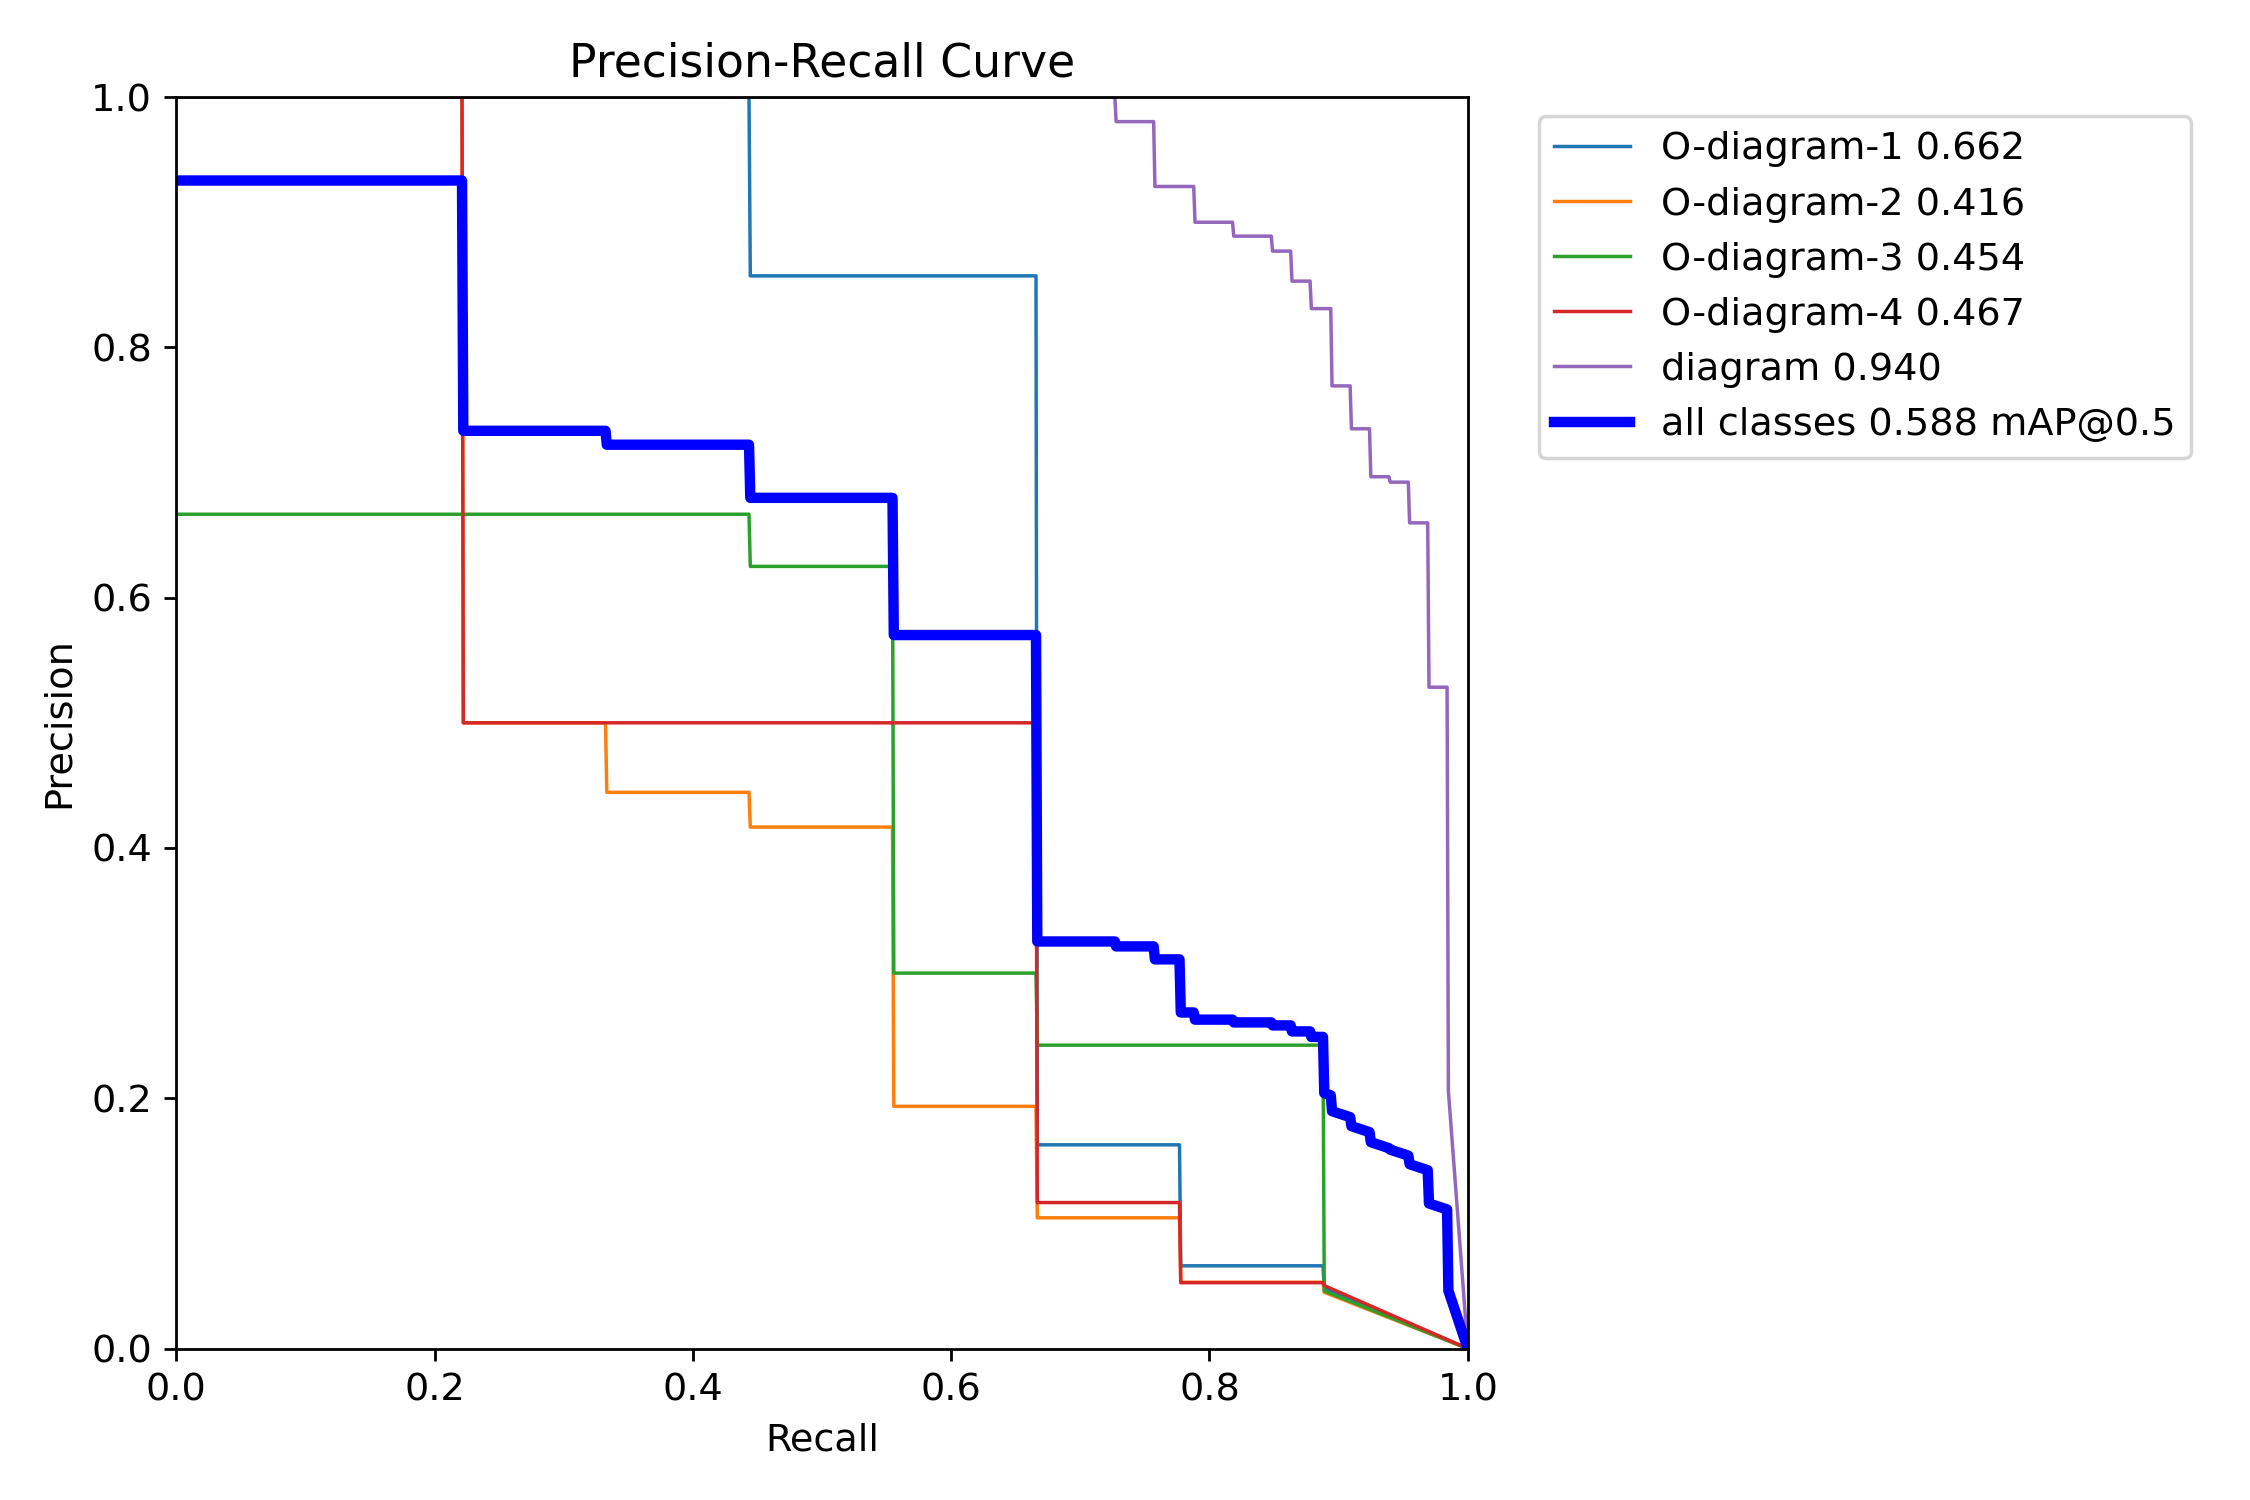 Precision-Recall Curve
1.0
0.8
0.6
0.4
0.2
0.0
Precision
0.0 0.2 0.4 0.6 0.8 1.0
Recall
O-diagram-1 0.662
O-diagram-2 0.416
O-diagram-3 0.454
O-diagram-4 0.467
diagram 0.940
all classes 0.588 mAP@0.5